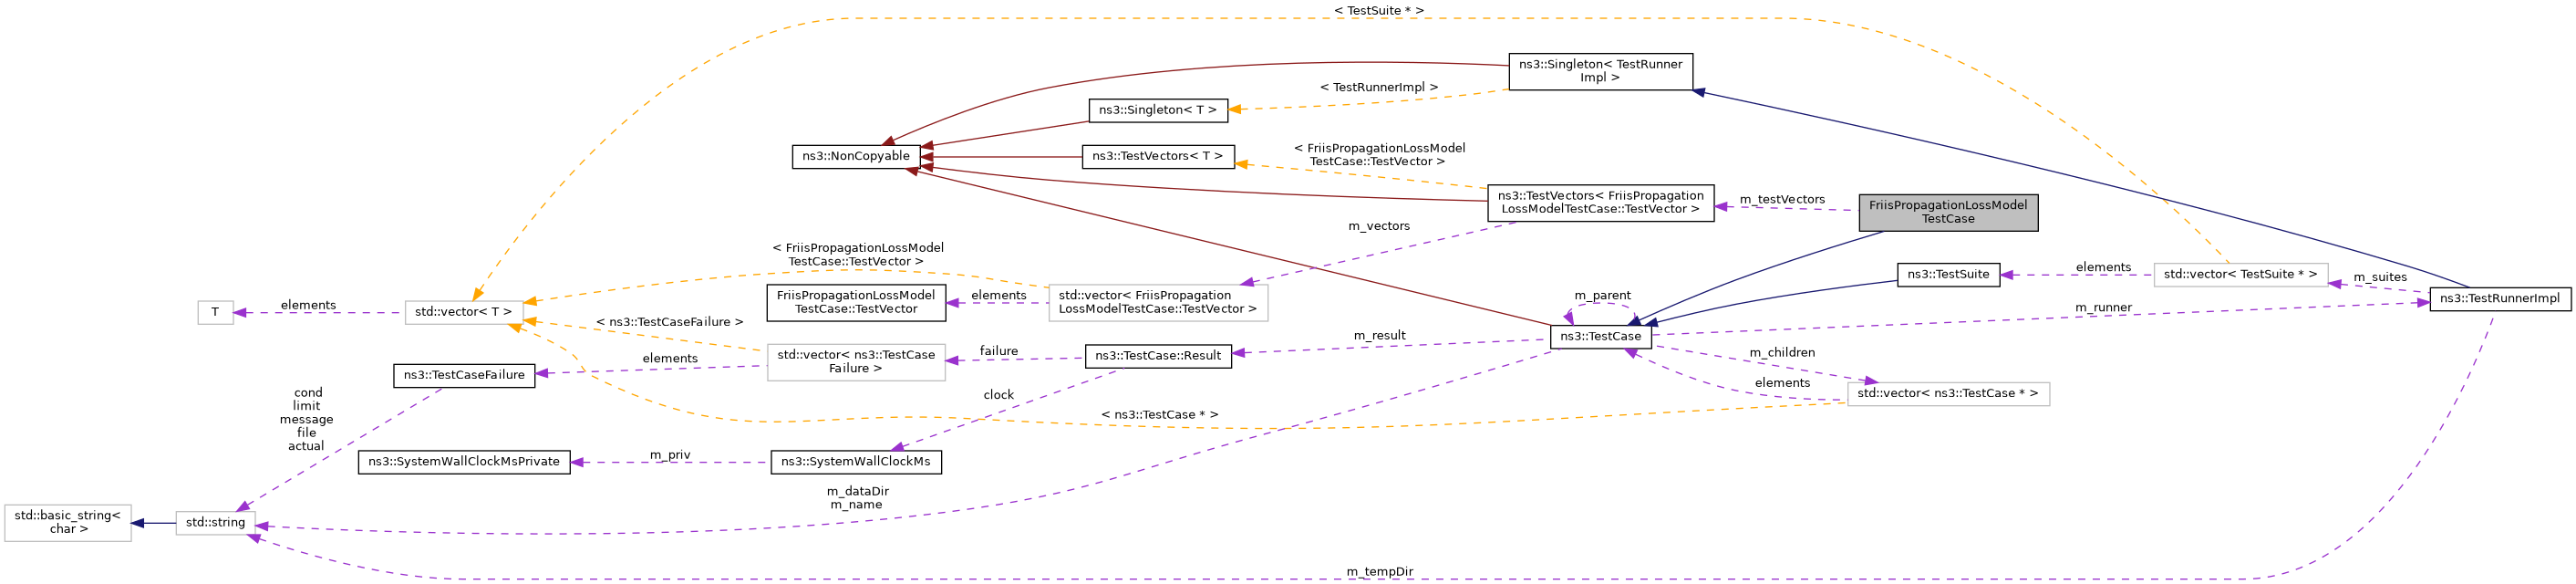 < TestSuite * >
ns3::Singleton< TestRunner
Impl >
< TestRunnerImpl >
ns3::Singleton< T >
ns3::NonCopyable
ns3::TestVectors< T >
< FriisPropagationLossModel
TestCase::TestVector >
ns3::TestVectors< FriisPropagation
LossModelTestCase::TestVector >
m_testVectors
FriisPropagationLossModel
TestCase
m_vectors
< FriisPropagationLossModel
TestCase::TestVector >
ns3::TestSuite
elements
std::vector< TestSuite * >
m_suites
ns3::TestRunnerImpl
T
elements
std::vector< T >
FriisPropagationLossModel
TestCase::TestVector
elements
std::vector< FriisPropagation
LossModelTestCase::TestVector >
m_parent
m_runner
< ns3::TestCaseFailure >
ns3::TestCase
m_result
ns3::TestCase::Result
failure
std::vector< ns3::TestCase
Failure >
elements
ns3::TestCaseFailure
m_children
elements
std::vector< ns3::TestCase * >
cond
limit
message
file
actual
clock
< ns3::TestCase * >
ns3::SystemWallClockMsPrivate
m_priv
ns3::SystemWallClockMs
m_dataDir
m_name
std::basic_string<
char >
std::string
m_tempDir